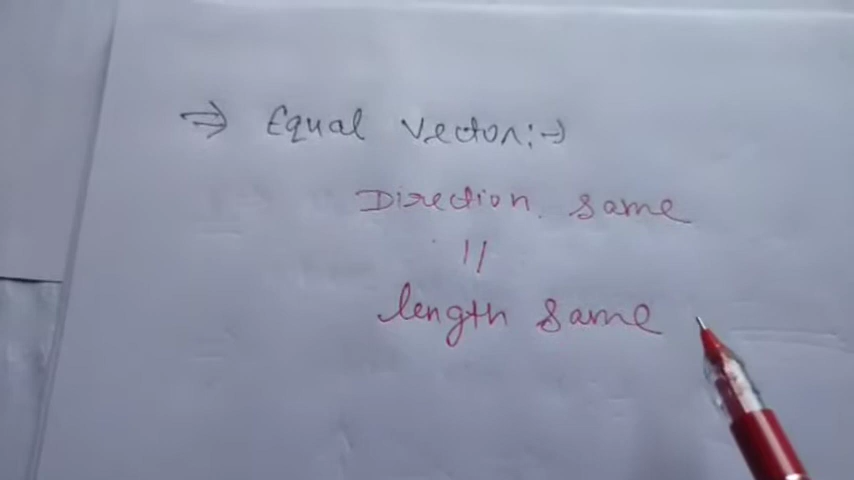 ⇒ Equal Vector:→
Direction same
//
length same